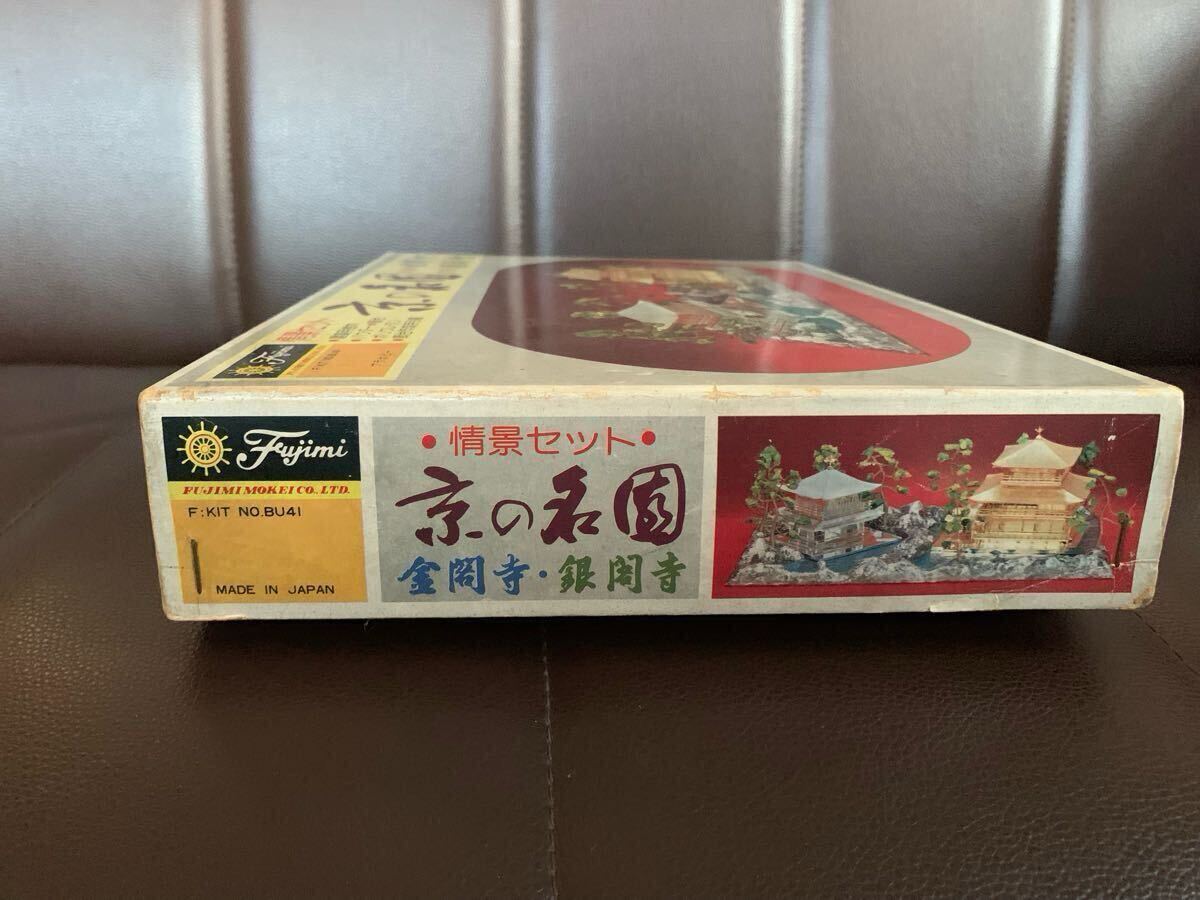 Fujimi
FUJIMI MOKEI CO., LTD.
F:KIT NO.BU41
MADE IN JAPAN
•情景セット•
京の名園
金閣寺・銀閣寺